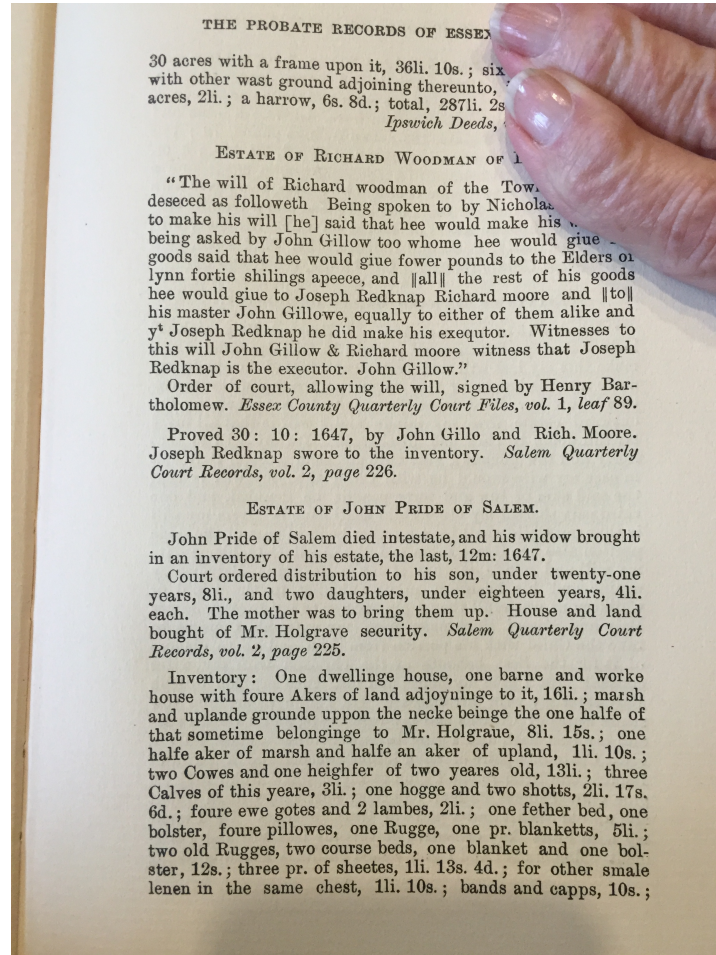 THE PROBATE RECORDS OF ESSEX
30 acres with a frame upon it, 36li. 10s. ; six
with other wast ground adjoining thereunto,
acres, 2li. ; a harrow, 6s. 8d. ; total, 287li. 2s
Ipswich Deeds,
ESTATE OF RICHARD WOODMAN OF
"The will of Richard woodman of the Tow
deseced as followeth Being spoken to by Nicholas
to make his will [he] said that hee would make his
being asked by John Gillow too whome hee would giue
goods said that hee would giue fower pounds to the Elders of
lynn fortie shilings apeece, and ‖all‖ the rest of his goods
hee would giue to Joseph Redknap Richard moore and ‖to‖
his master John Gillowe, equally to either of them alike and
yᵗ Joseph Redknap he did make his exequtor. Witnesses to
this will John Gillow & Richard moore witness that Joseph
Redknap is the executor. John Gillow."
Order of court, allowing the will, signed by Henry Bar-
tholomew. Essex County Quarterly Court Files, vol. 1, leaf 89.
Proved 30: 10: 1647, by John Gillo and Rich. Moore.
Joseph Redknap swore to the inventory. Salem Quarterly
Court Records, vol. 2, page 226.
ESTATE OF JOHN PRIDE OF SALEM.
John Pride of Salem died intestate, and his widow brought
in an inventory of his estate, the last, 12m: 1647.
Court ordered distribution to his son, under twenty-one
years, 8li., and two daughters, under eighteen years, 4li.
each. The mother was to bring them up. House and land
bought of Mr. Holgrave security. Salem Quarterly Court
Records, vol. 2, page 225.
Inventory: One dwellinge house, one barne and worke
house with foure Akers of land adjoyninge to it, 16li. ; marsh
and uplande grounde uppon the necke beinge the one halfe of
that sometime belonginge to Mr. Holgraue, 8li. 15s. ; one
halfe aker of marsh and halfe an aker of upland, 1li. 10s. ;
two Cowes and one heighfer of two yeares old, 13li. ; three
Calves of this yeare, 3li. ; one hogge and two shotts, 2li. 17s.
6d. ; foure ewe gotes and 2 lambes, 2li. ; one fether bed, one
bolster, foure pillowes, one Rugge, one pr. blanketts, 5li. ;
two old Rugges, two course beds, one blanket and one bol-
ster, 12s. ; three pr. of sheetes, 1li. 13s. 4d. ; for other smale
lenen in the same chest, 1li. 10s. ; bands and capps, 10s. ;